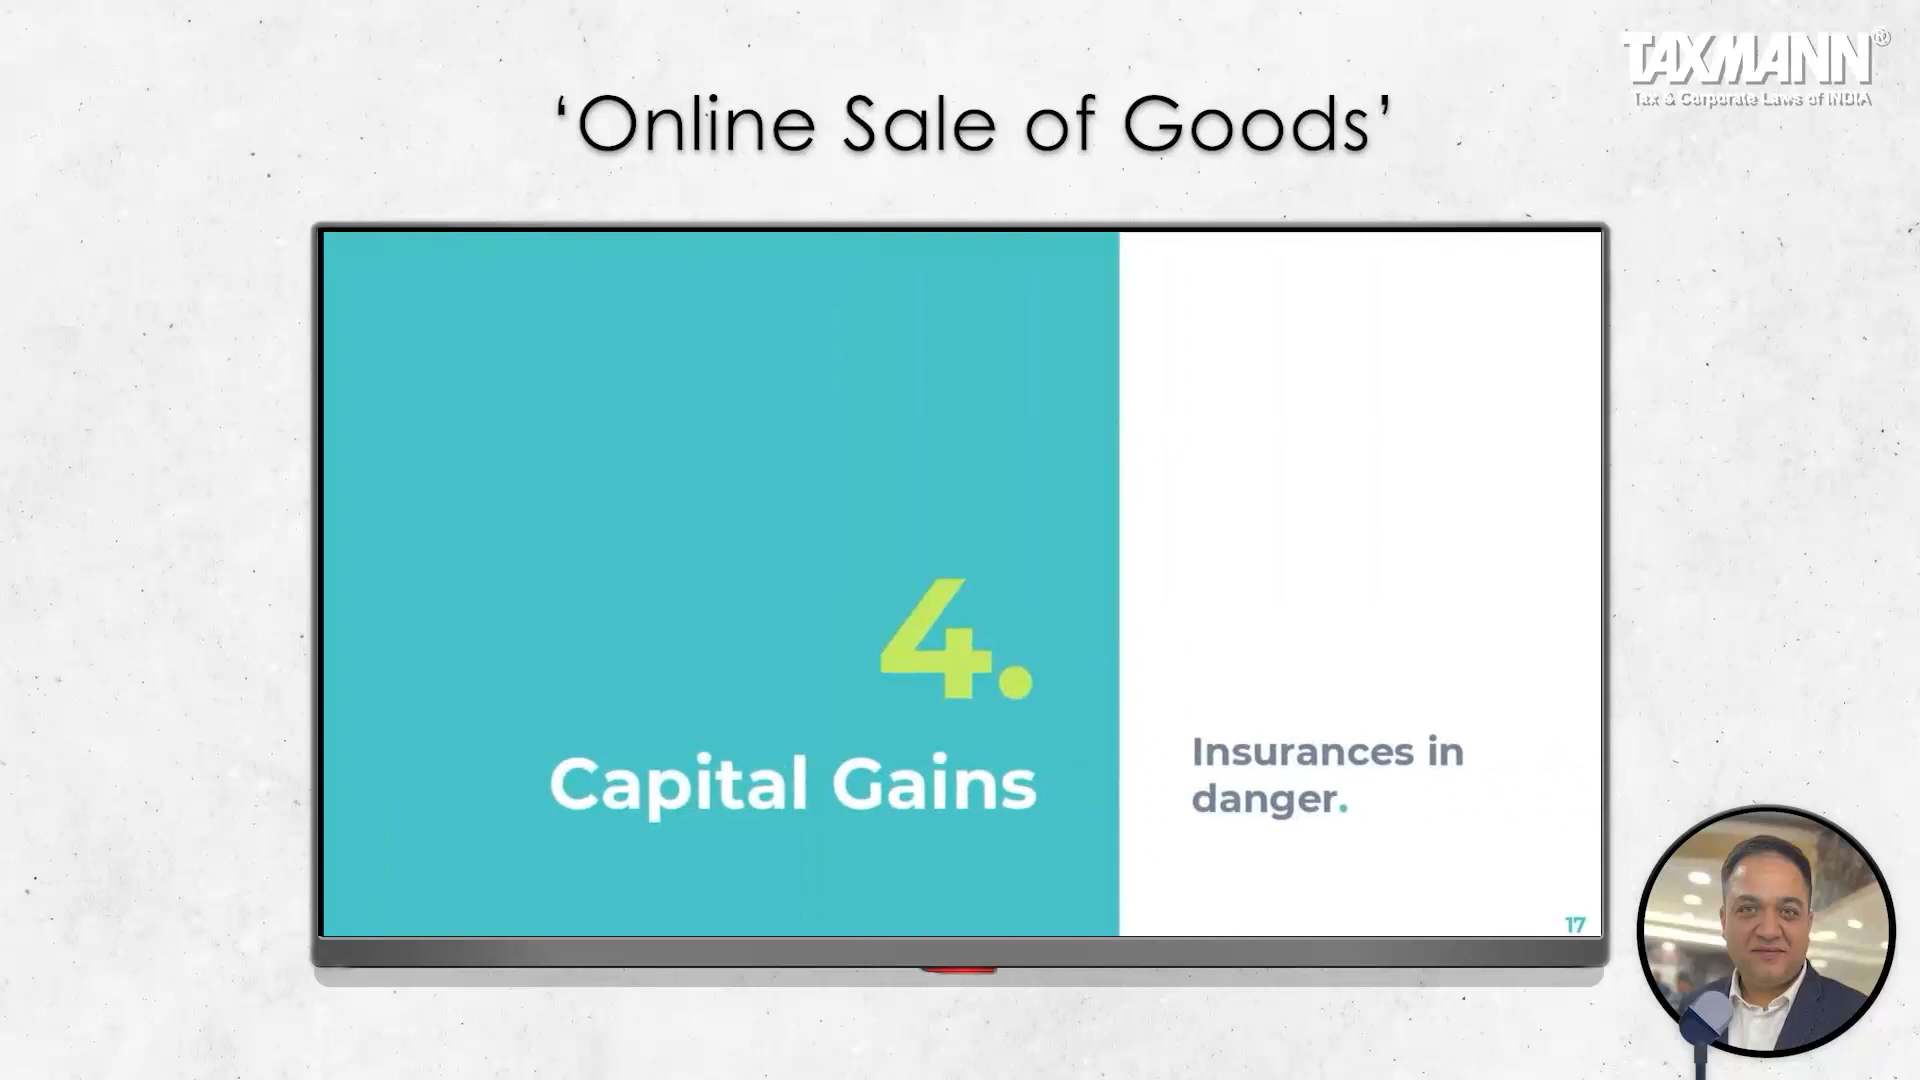 TAXMANN®
Tax & Corporate Laws of INDIA
‘Online Sale of Goods’
4.
Capital Gains
Insurances in
danger.
17